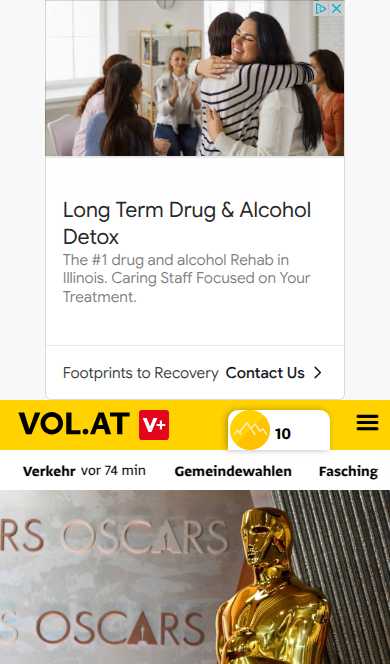 Long Term Drug & Alcohol
Detox
The #1 drug and alcohol Rehab in
Illinois. Caring Staff Focused on Your
Treatment.
Footprints to Recovery Contact Us
VOL.AT V+ 10
Verkehr vor 74 min Gemeindewahlen Fasching
RS OSCARS
S OSCARS